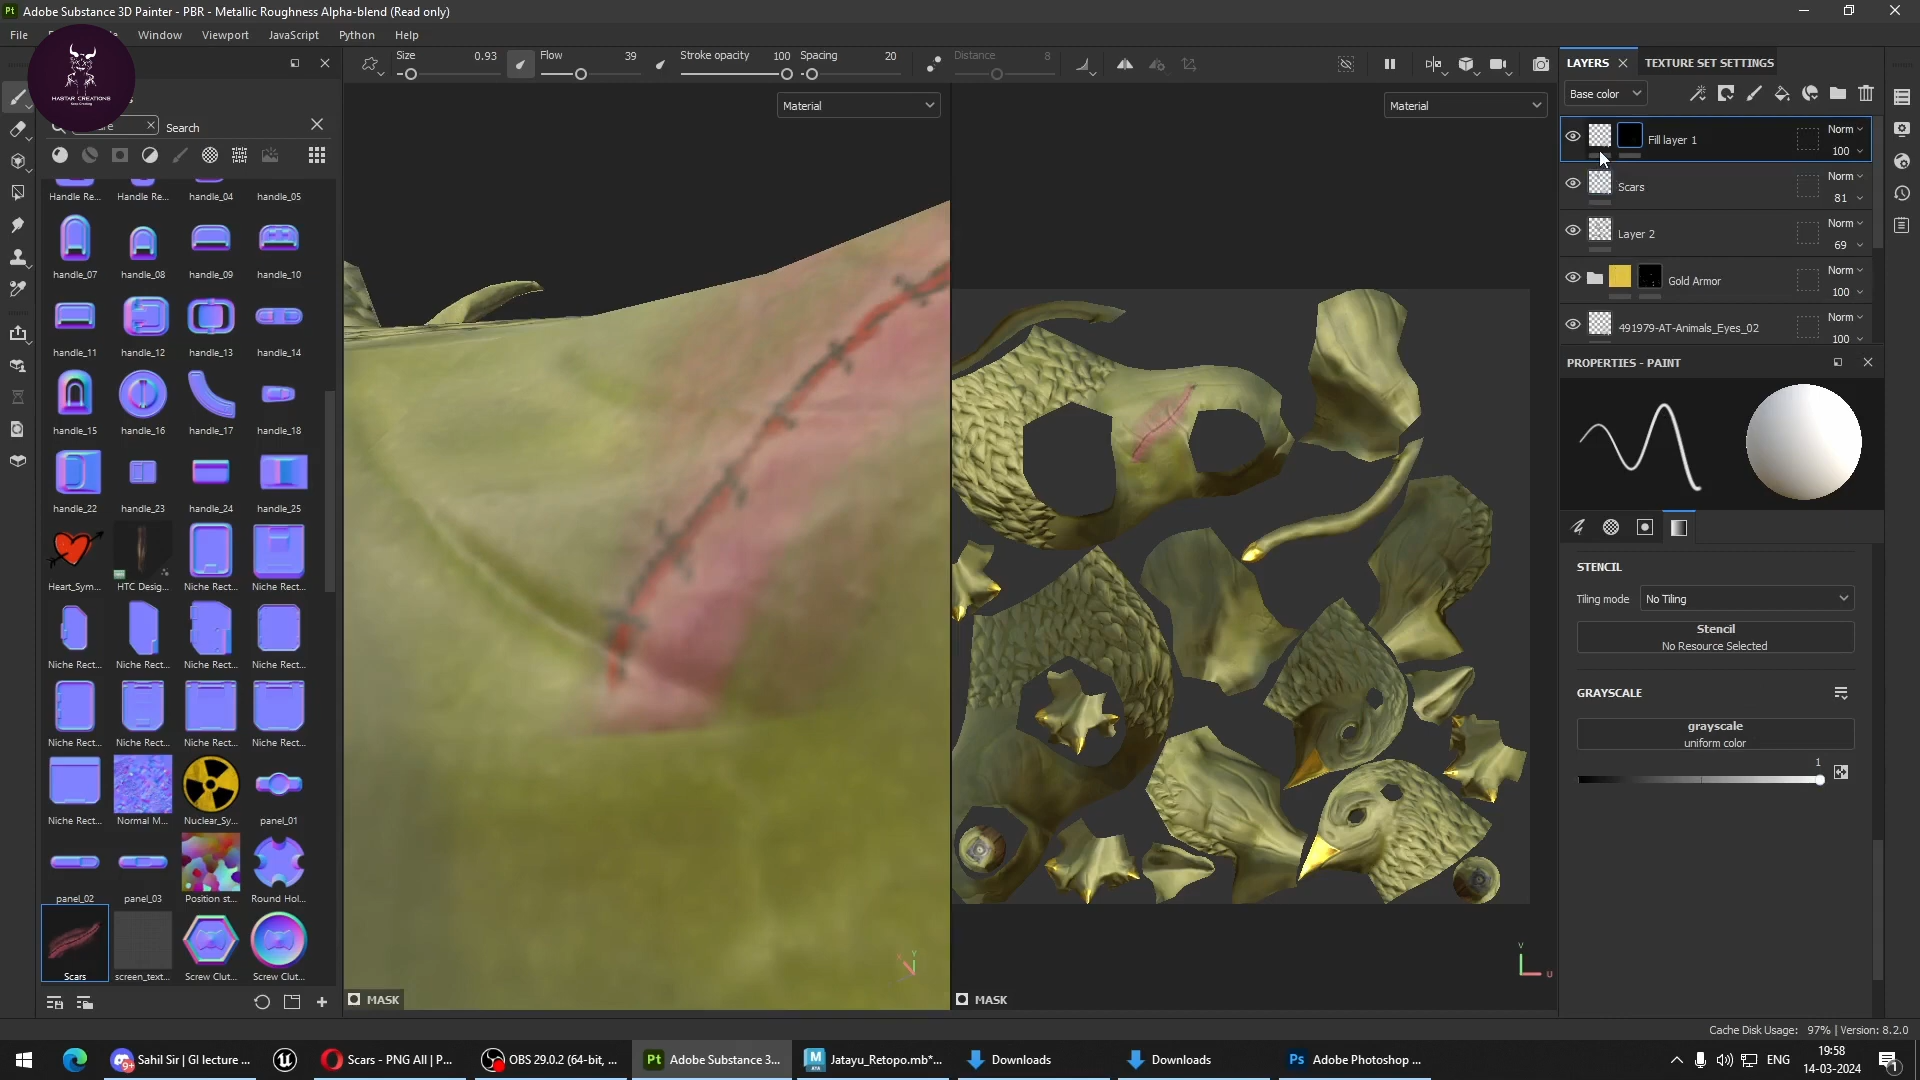 Adobe Substance 3D Painter - PBR - Metallic Roughness Alpha-blend (Read only)
File
Window
Viewport
JavaScript
Python
Help
HASTAR CREATIONS
Size 0.93
Flow 39
Stroke opacity 100
Spacing 20
Distance 8
Search
Material
Material
Handle Re...
Handle Re...
handle_04
handle_05
handle_07
handle_08
handle_09
handle_10
handle_11
handle_12
handle_13
handle_14
handle_15
handle_16
handle_17
handle_18
handle_22
handle_23
handle_24
handle_25
Heart_Sym...
HTC Desig...
Niche Rect...
Niche Rect...
Niche Rect...
Niche Rect...
Niche Rect...
Niche Rect...
Niche Rect...
Niche Rect...
Niche Rect...
Niche Rect...
Niche Rect...
Normal M...
Nuclear_Sy...
panel_01
panel_02
panel_03
Position st...
Round Hol...
Scars
screen_text...
Screw Clut...
Screw Clut...
MASK
MASK
Y
V
U
LAYERS
TEXTURE SET SETTINGS
Base color
Fill layer 1
Norm
100
Scars
Norm
81
Layer 2
Norm
69
Gold Armor
Norm
100
491979-AT-Animals_Eyes_02
Norm
100
PROPERTIES - PAINT
STENCIL
Tiling mode
No Tiling
Stencil
No Resource Selected
GRAYSCALE
grayscale
uniform color
1
Cache Disk Usage: 97% | Version: 8.2.0
Sahil Sir | GI lecture ...
Scars - PNG All | P...
OBS 29.0.2 (64-bit, ...
Adobe Substance 3...
Jatayu_Retopo.mb*...
Downloads
Downloads
Adobe Photoshop ...
ENG
19:58
14-03-2024